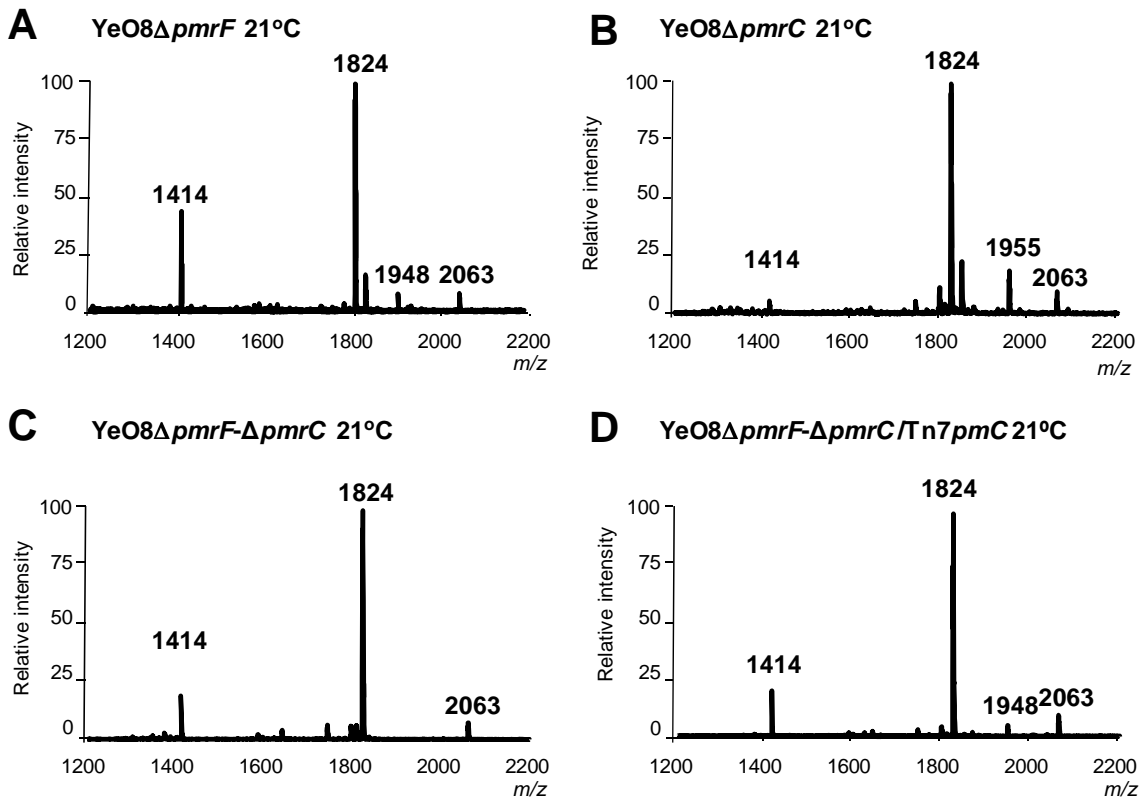 A YeO8ΔpmrF 21ºC
Relative intensity
100
75
50
25
0
1414
1824
1948
2063
1200 1400 1600 1800 2000 2200
m/z
B YeO8ΔpmrC 21ºC
Relative intensity
100
75
50
25
0
1414
1824
1955
2063
1200 1400 1600 1800 2000 2200
m/z
C YeO8ΔpmrF-ΔpmrC 21ºC
Relative intensity
100
75
50
25
0
1414
1824
2063
1200 1400 1600 1800 2000 2200
m/z
D YeO8ΔpmrF-ΔpmrC/Tn7pmC 21ºC
Relative intensity
100
75
50
25
0
1414
1824
1948
2063
1200 1400 1600 1800 2000 2200
m/z